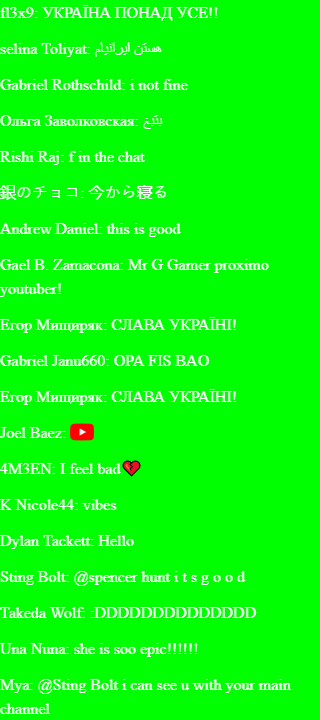 fl3x9: УКРАЇНА ПОНАД УСЕ!!
selina Toliyat:
Gabriel Rothschild: i not fine
Ольга Заволковская:
Rishi Raj: f in the chat
銀のチョコ: 今から寝る
Andrew Daniel: this is good
Gael B. Zamacona: Mr G Gamer proximo
youtuber!
Егор Мищиряк: СЛАВА УКРАЇНІ!
Gabriel Janu660: OPA FIS BAO
Егор Мищиряк: СЛАВА УКРАЇНІ!
Joel Baez:
4M3EN: I feel bad
K Nicole44: vibes
Dylan Tackett: Hello
Sting Bolt: @spencer hunt i t s g o o d
Takeda Wolf: :DDDDDDDDDDDDDD
Una Nuna: she is soo epic!!!!!!
Mya: @Sting Bolt i can see u with your main
channel